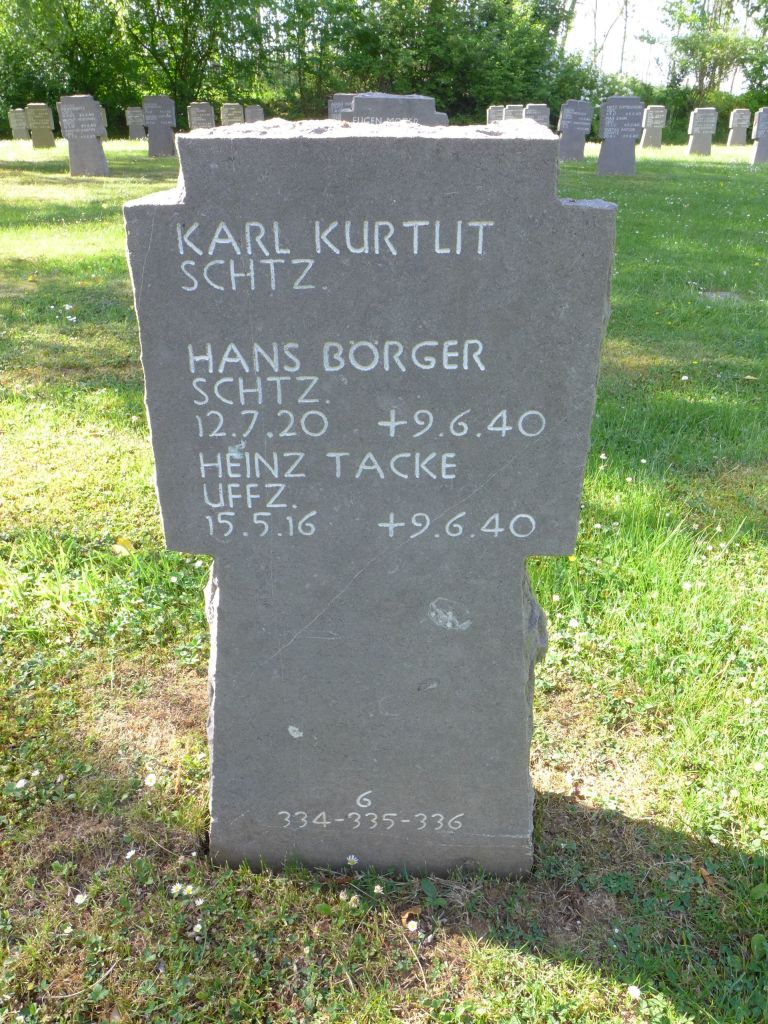 EUGEN
KARL KURTLIT
SCHTZ.
HANS BÖRGER
SCHTZ.
12.7.20 +9.6.40
HEINZ TACKE
UFFZ.
15.5.16 +9.6.40
6
334-335-336